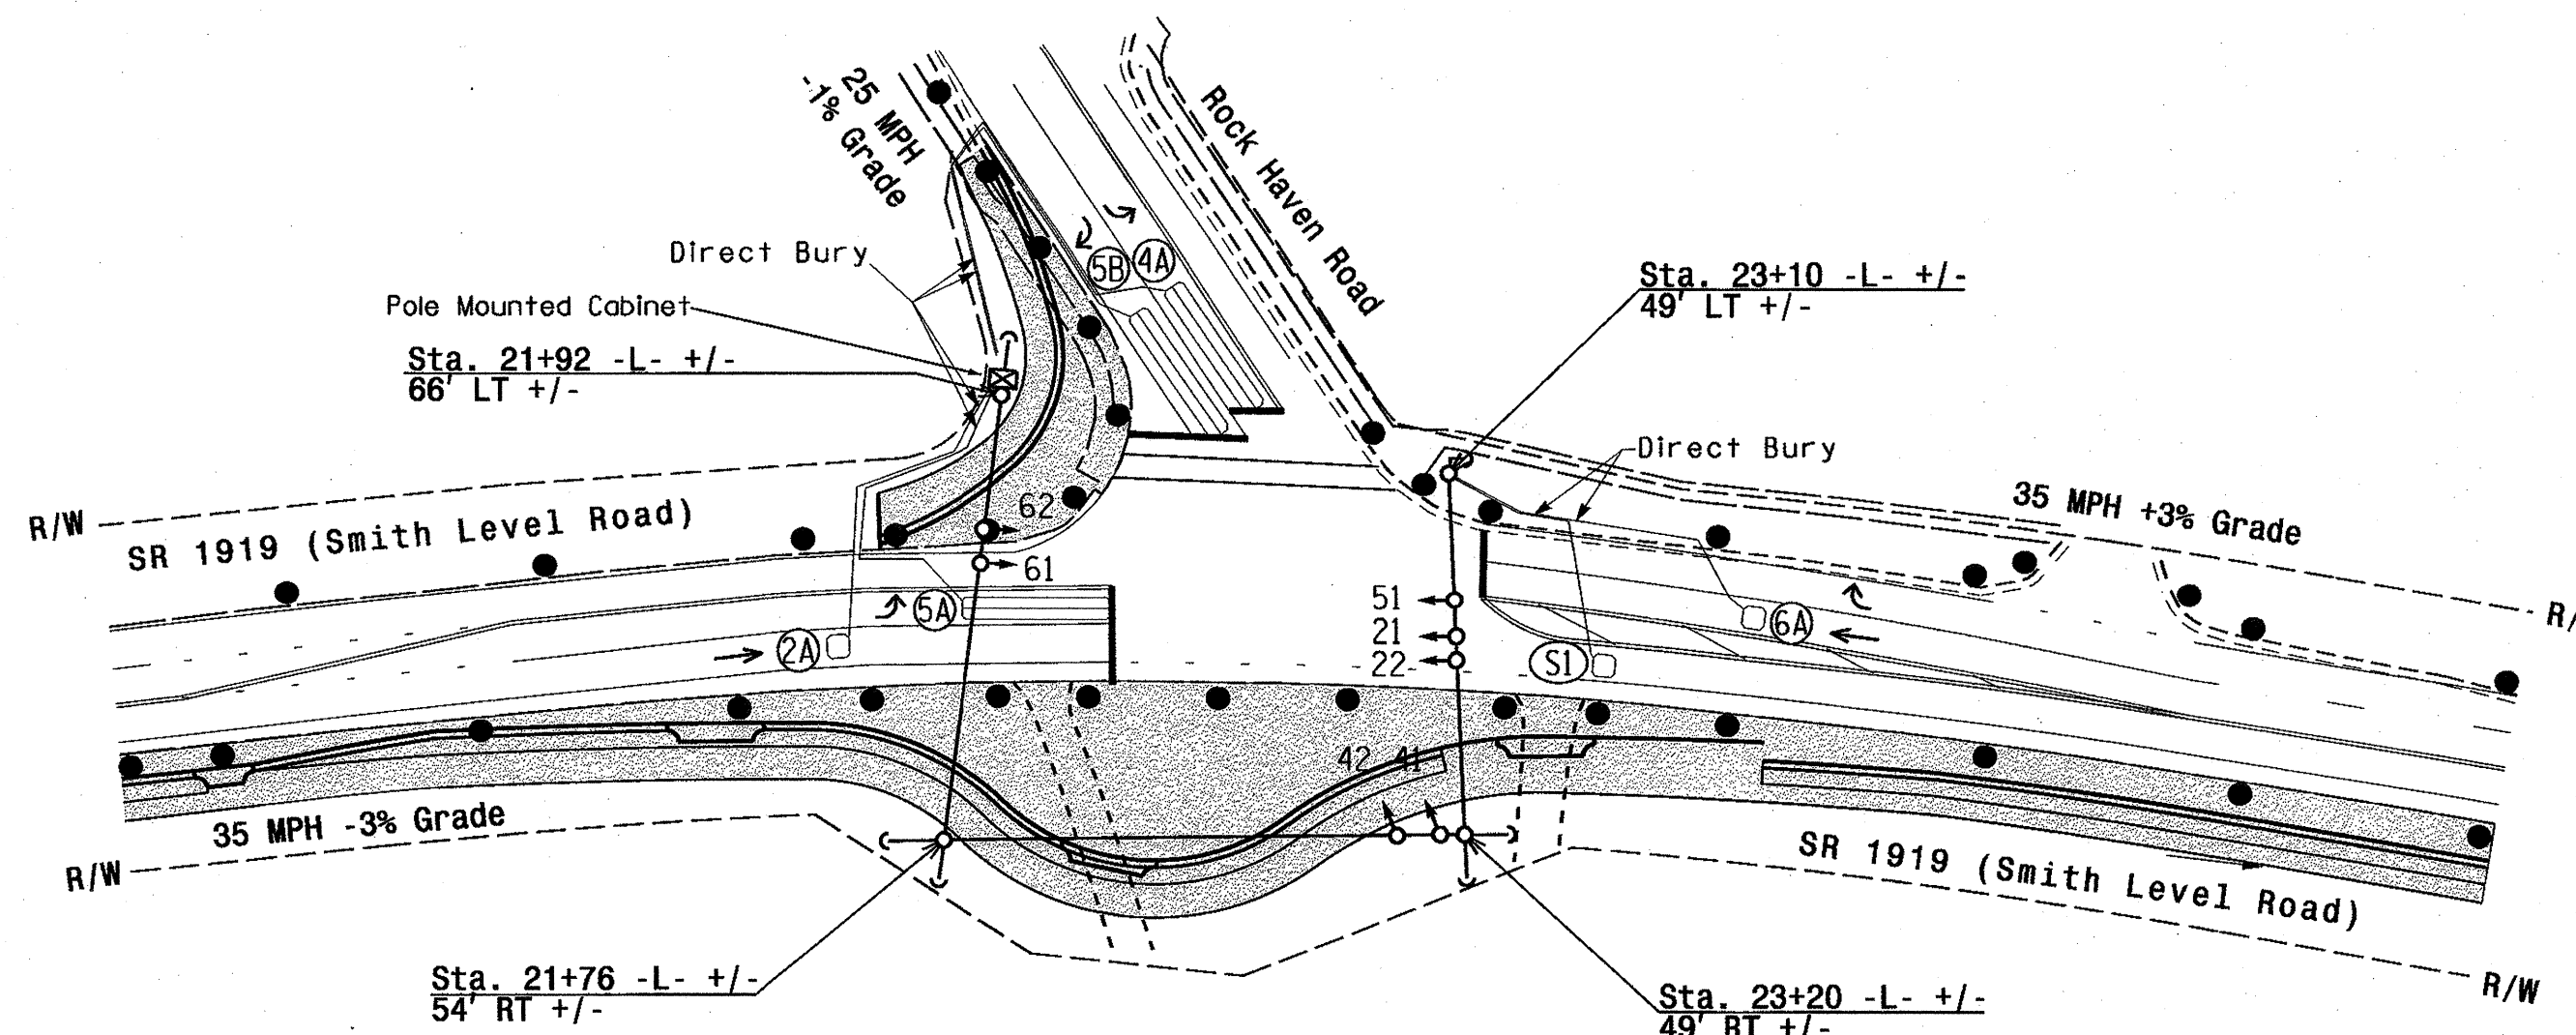 25 MPH
-1% Grade
Rock Haven Road
Direct Bury
5B
4A
Pole Mounted Cabinet
Sta. 21+92 -L- +/-
66' LT +/-
Sta. 23+10 -L- +/-
49' LT +/-
Direct Bury
35 MPH +3% Grade
R/W
SR 1919 (Smith Level Road)
62
61
5A
2A
51
21
22
S1
6A
R/
42 41
35 MPH -3% Grade
R/W
SR 1919 (Smith Level Road)
R/W
Sta. 21+76 -L- +/-
54' RT +/-
Sta. 23+20 -L- +/-
49' RT +/-